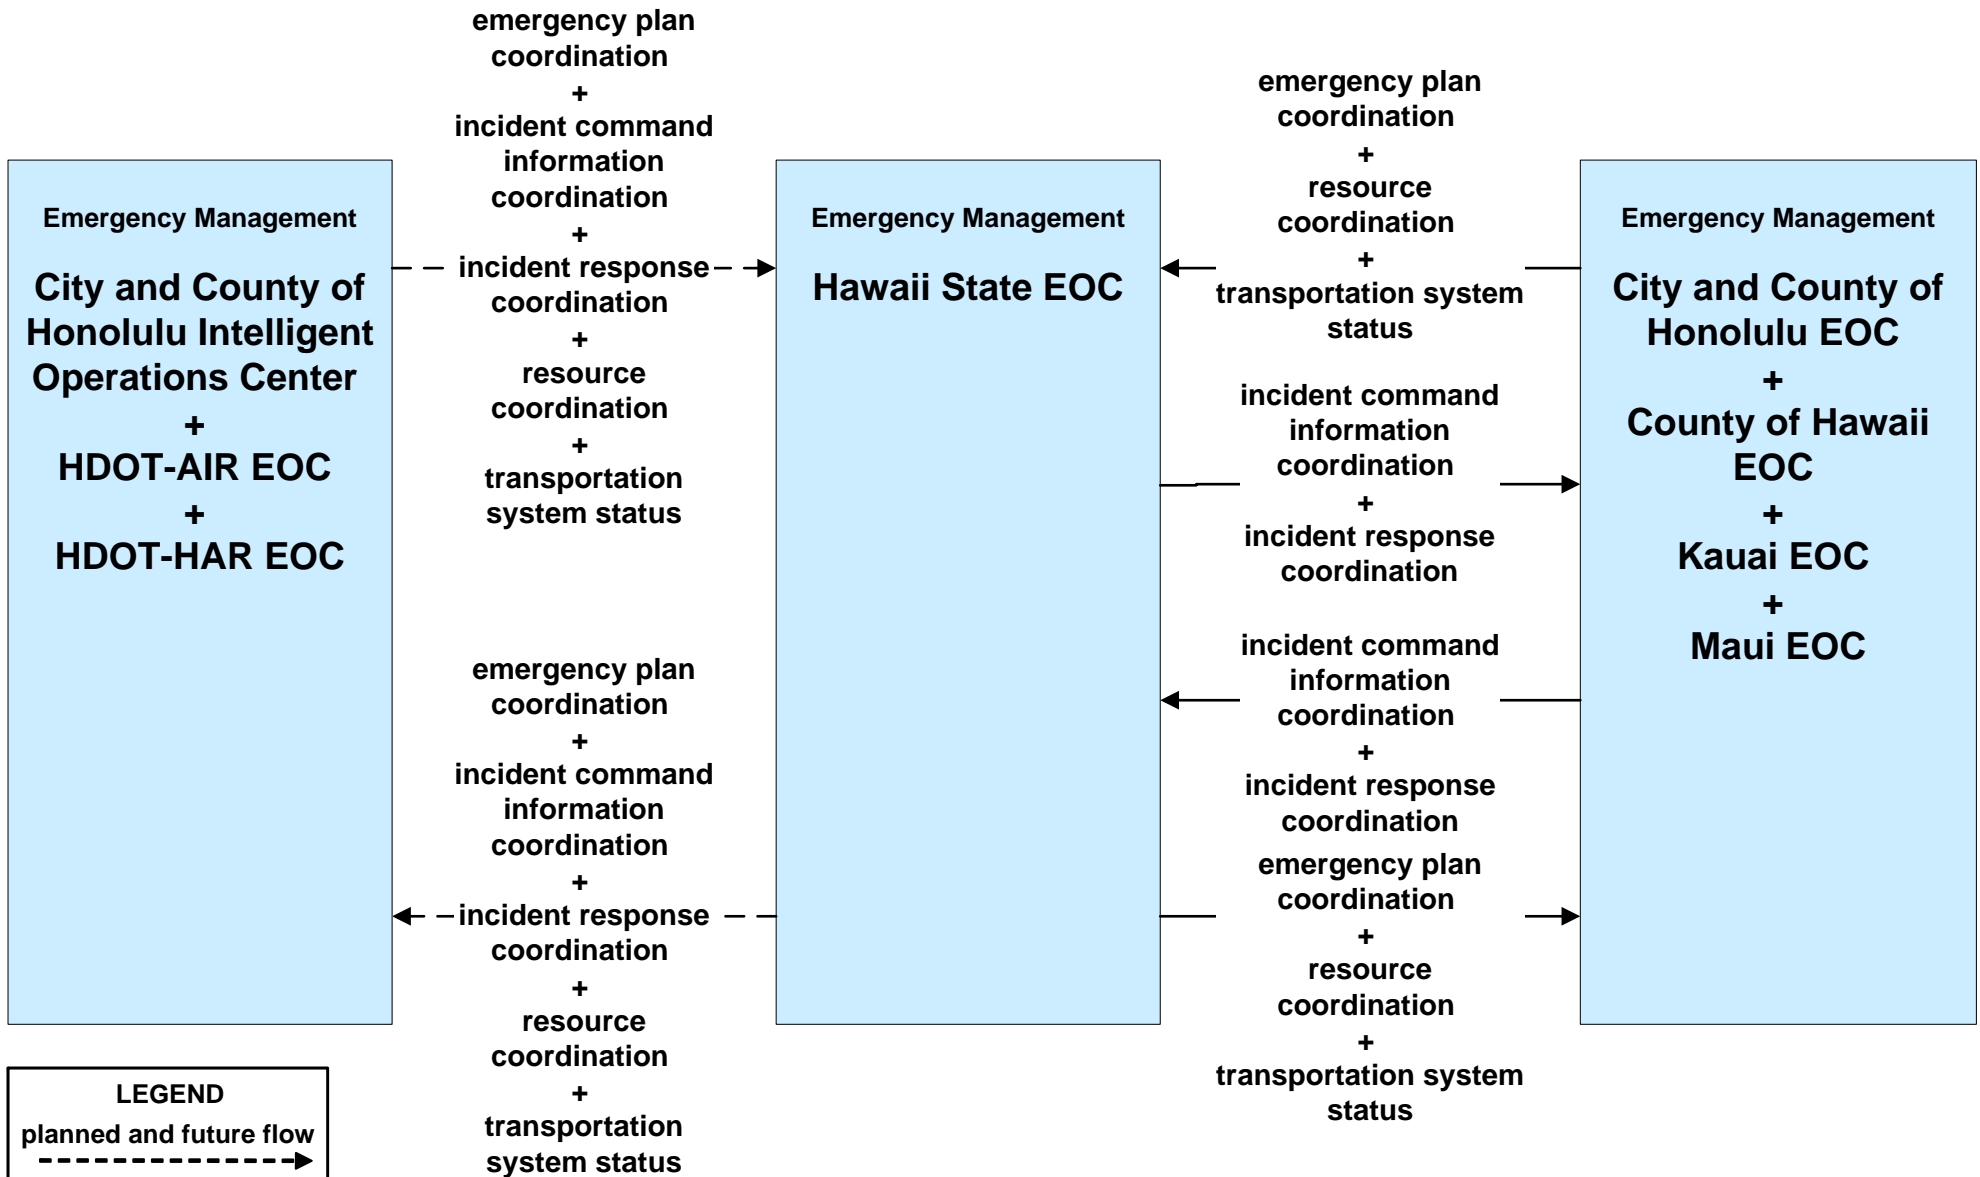 Emergency Management
City and County of
Honolulu Intelligent
Operations Center
+
HDOT-AIR EOC
+
HDOT-HAR EOC
emergency plan
coordination
+
incident command
information
coordination
+
incident response
coordination
+
resource
coordination
+
transportation
system status
emergency plan
coordination
+
incident command
information
coordination
+
incident response
coordination
+
resource
coordination
+
transportation
system status
Emergency Management
Hawaii State EOC
emergency plan
coordination
+
resource
coordination
+
transportation system
status
incident command
information
coordination
+
incident response
coordination
incident command
information
coordination
+
incident response
coordination
emergency plan
coordination
+
resource
coordination
+
transportation system
status
Emergency Management
City and County of
Honolulu EOC
+
County of Hawaii
EOC
+
Kauai EOC
+
Maui EOC
LEGEND
planned and future flow